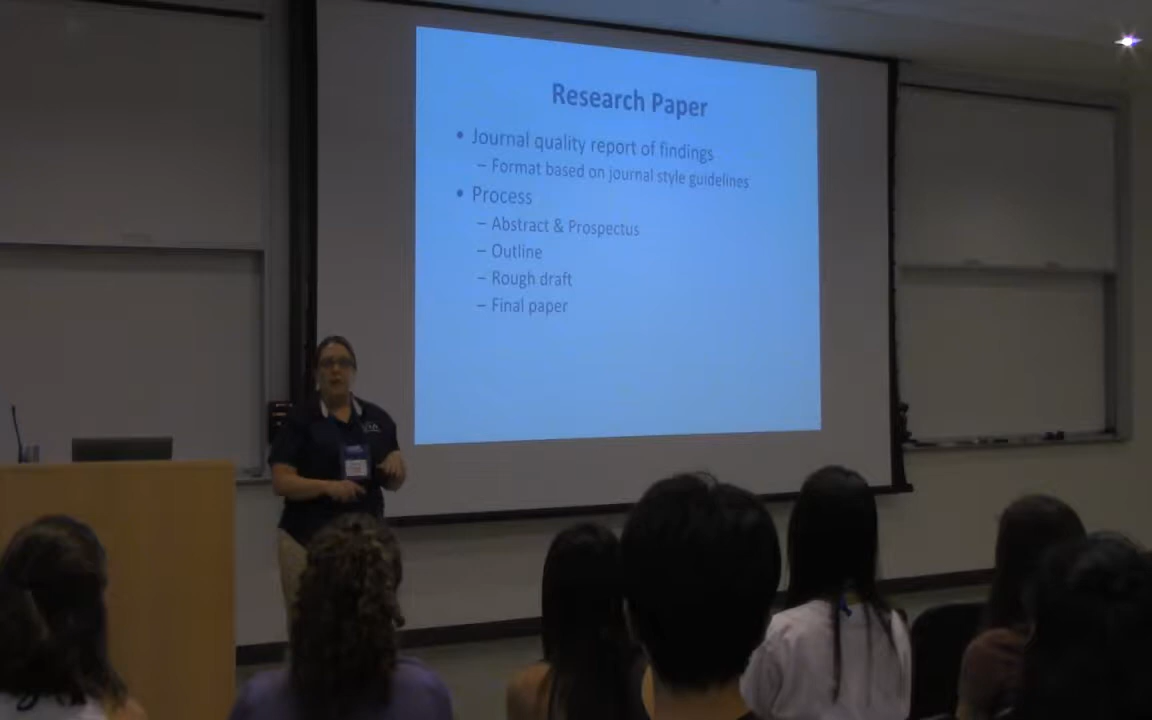 Research Paper
• Journal quality report of findings
– Format based on journal style guidelines
• Process
– Abstract & Prospectus
– Outline
– Rough draft
– Final paper